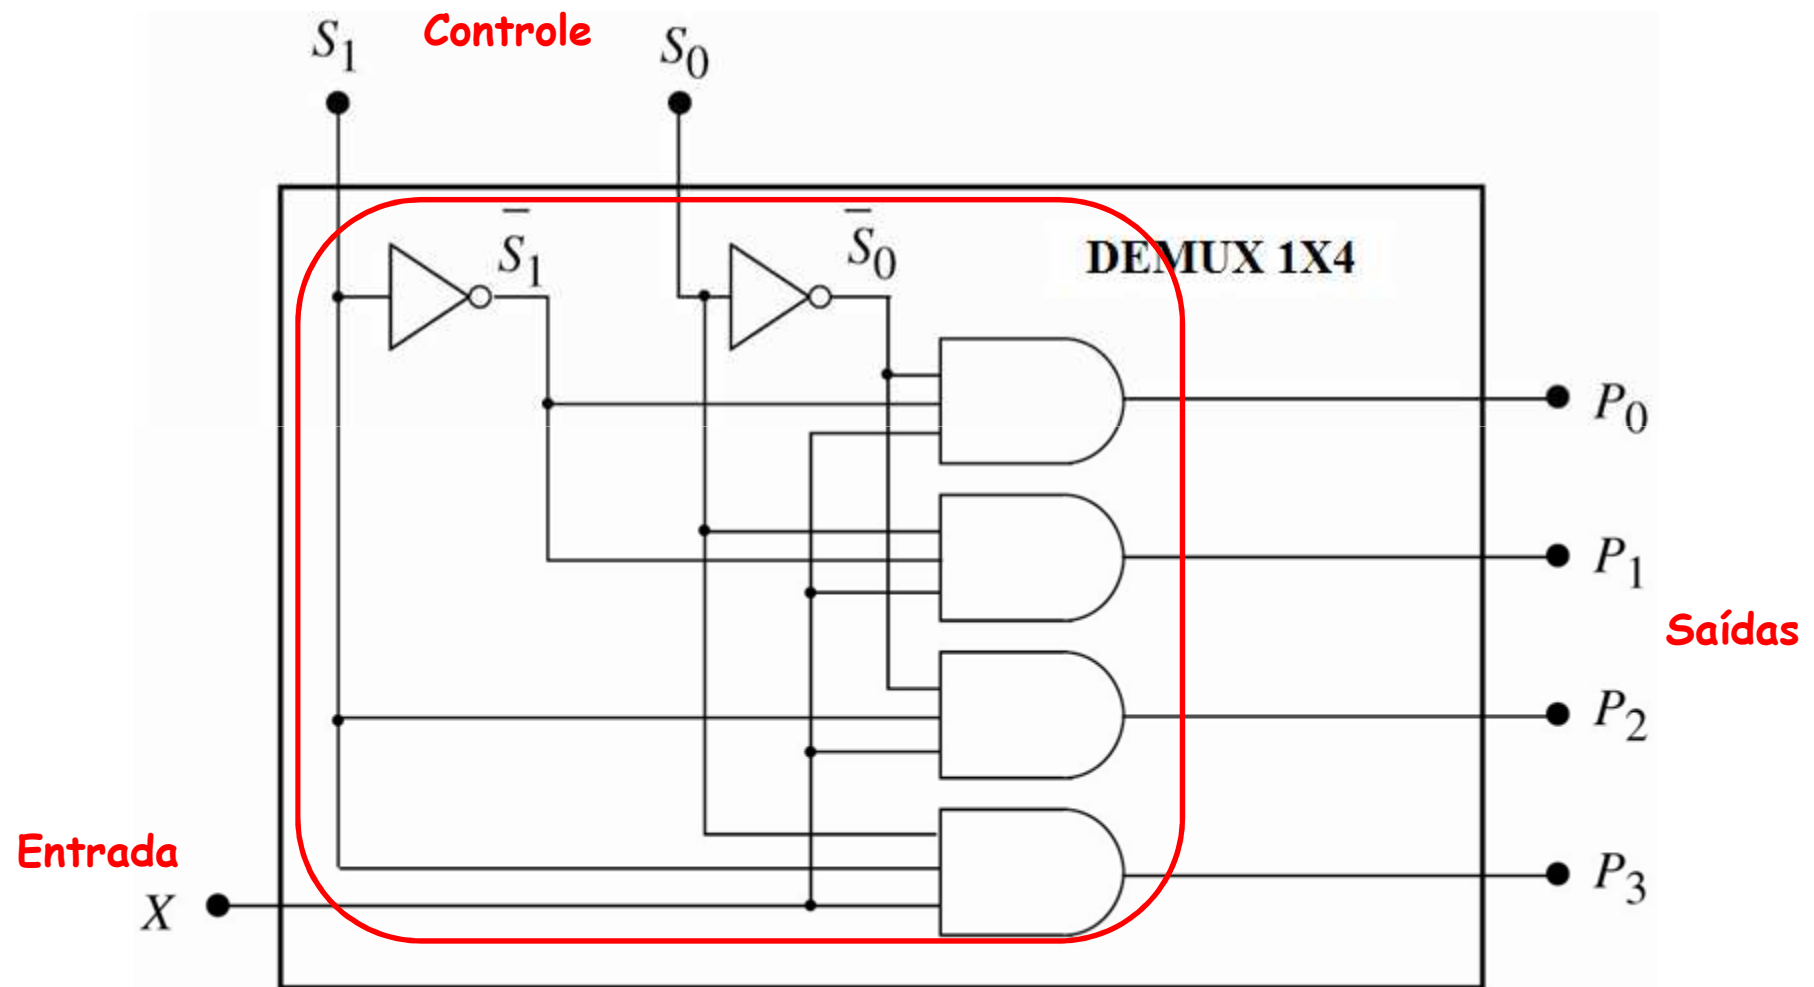 Controle
S1
S0
S̅1
S̅0
DEMUX 1X4
P0
P1
Saídas
P2
Entrada
P3
X